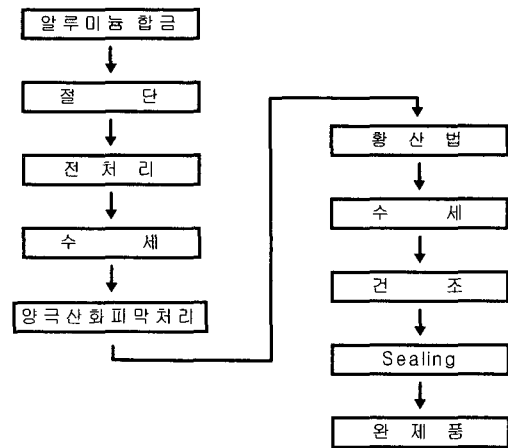 알루미늄합금
절 단
전 처 리
수 세
양극산화피막처리
황 산 법
수 세
건 조
Sealing
완 제 품